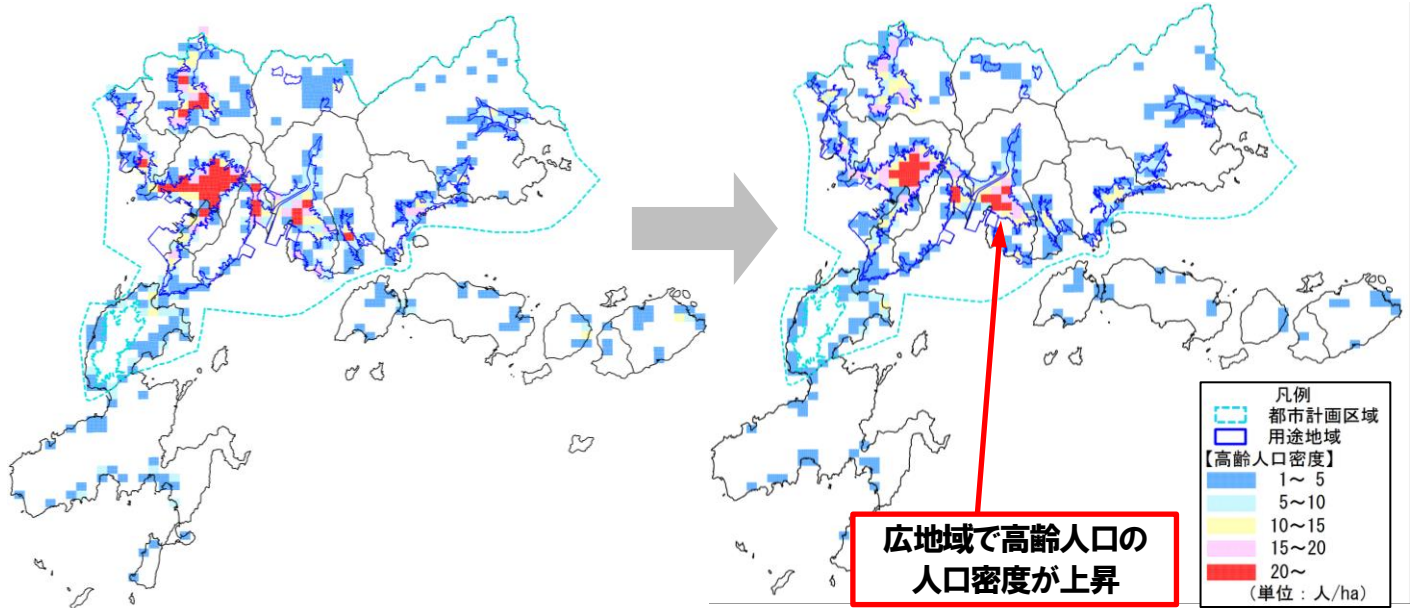 広地域で高齢人口の
人口密度が上昇
凡例
都市計画区域
用途地域
【高齢人口密度】
1～ 5
5～10
10～15
15～20
20～
（単位：人/ha）